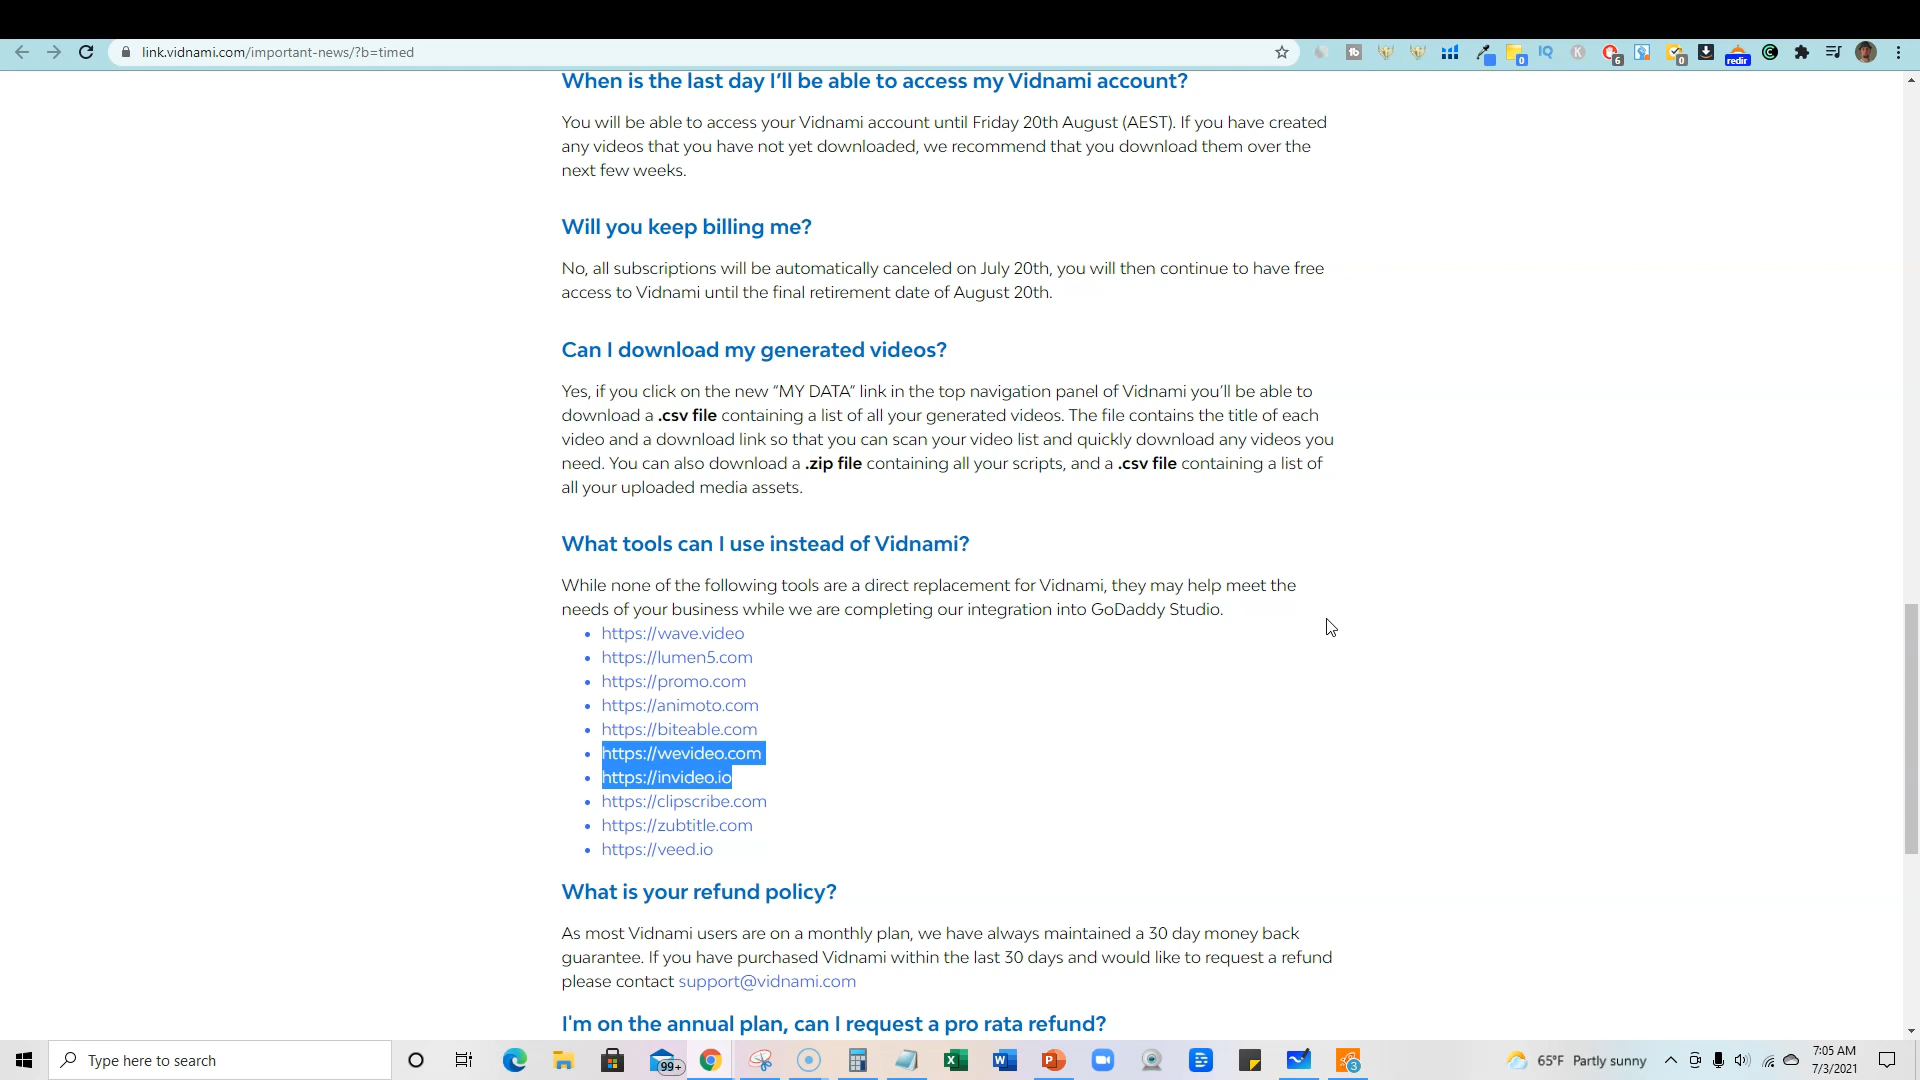 link.vidnami.com/important-news/?b=timed
When is the last day I’ll be able to access my Vidnami account?
You will be able to access your Vidnami account until Friday 20th August (AEST). If you have created
any videos that you have not yet downloaded, we recommend that you download them over the
next few weeks.
Will you keep billing me?
No, all subscriptions will be automatically canceled on July 20th, you will then continue to have free
access to Vidnami until the final retirement date of August 20th.
Can I download my generated videos?
Yes, if you click on the new “MY DATA” link in the top navigation panel of Vidnami you’ll be able to
download a .csv file containing a list of all your generated videos. The file contains the title of each
video and a download link so that you can scan your video list and quickly download any videos you
need. You can also download a .zip file containing all your scripts, and a .csv file containing a list of
all your uploaded media assets.
What tools can I use instead of Vidnami?
While none of the following tools are a direct replacement for Vidnami, they may help meet the
needs of your business while we are completing our integration into GoDaddy Studio.
https://wave.video
https://lumen5.com
https://promo.com
https://animoto.com
https://biteable.com
https://wevideo.com
https://invideo.io
https://clipscribe.com
https://zubtitle.com
https://veed.io
What is your refund policy?
As most Vidnami users are on a monthly plan, we have always maintained a 30 day money back
guarantee. If you have purchased Vidnami within the last 30 days and would like to request a refund
please contact support@vidnami.com
I'm on the annual plan, can I request a pro rata refund?
Type here to search
99+
3
65°F Partly sunny
7:05 AM
7/3/2021